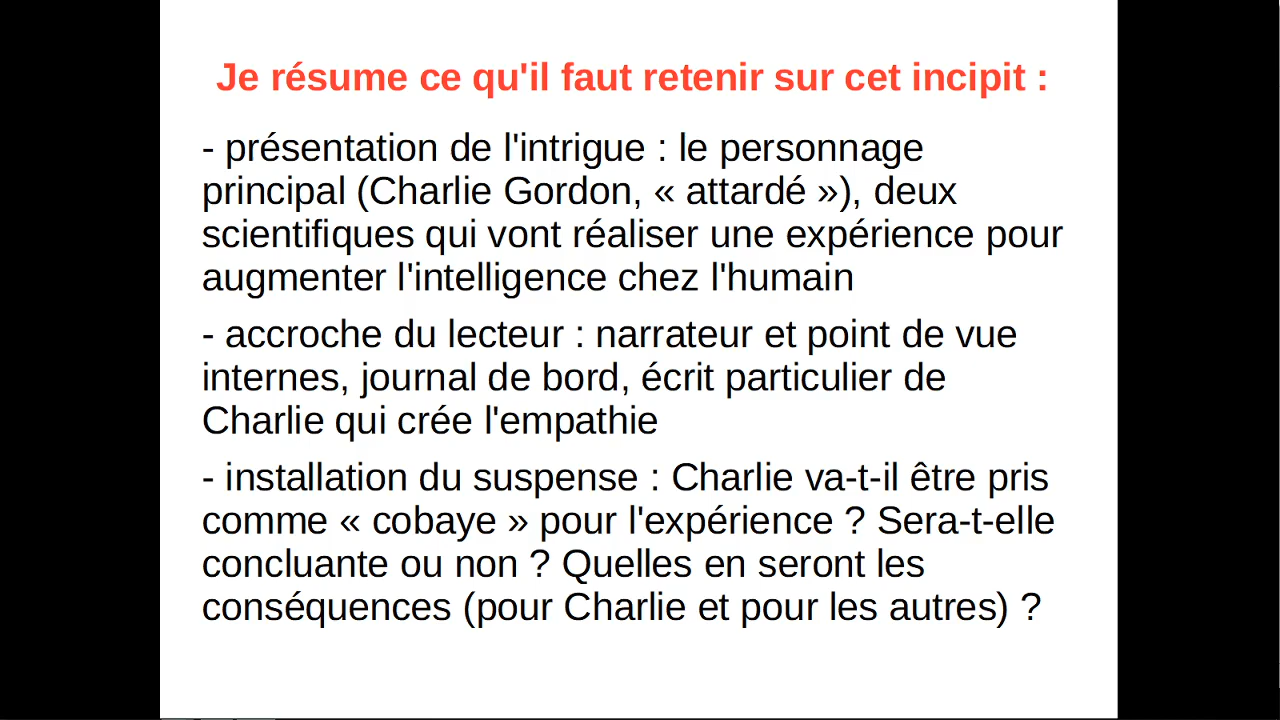 Je résume ce qu'il faut retenir sur cet incipit :
- présentation de l'intrigue : le personnage
principal (Charlie Gordon, « attardé »), deux
scientifiques qui vont réaliser une expérience pour
augmenter l'intelligence chez l'humain
- accroche du lecteur : narrateur et point de vue
internes, journal de bord, écrit particulier de
Charlie qui crée l'empathie
- installation du suspense : Charlie va-t-il être pris
comme « cobaye » pour l'expérience ? Sera-t-elle
concluante ou non ? Quelles en seront les
conséquences (pour Charlie et pour les autres) ?